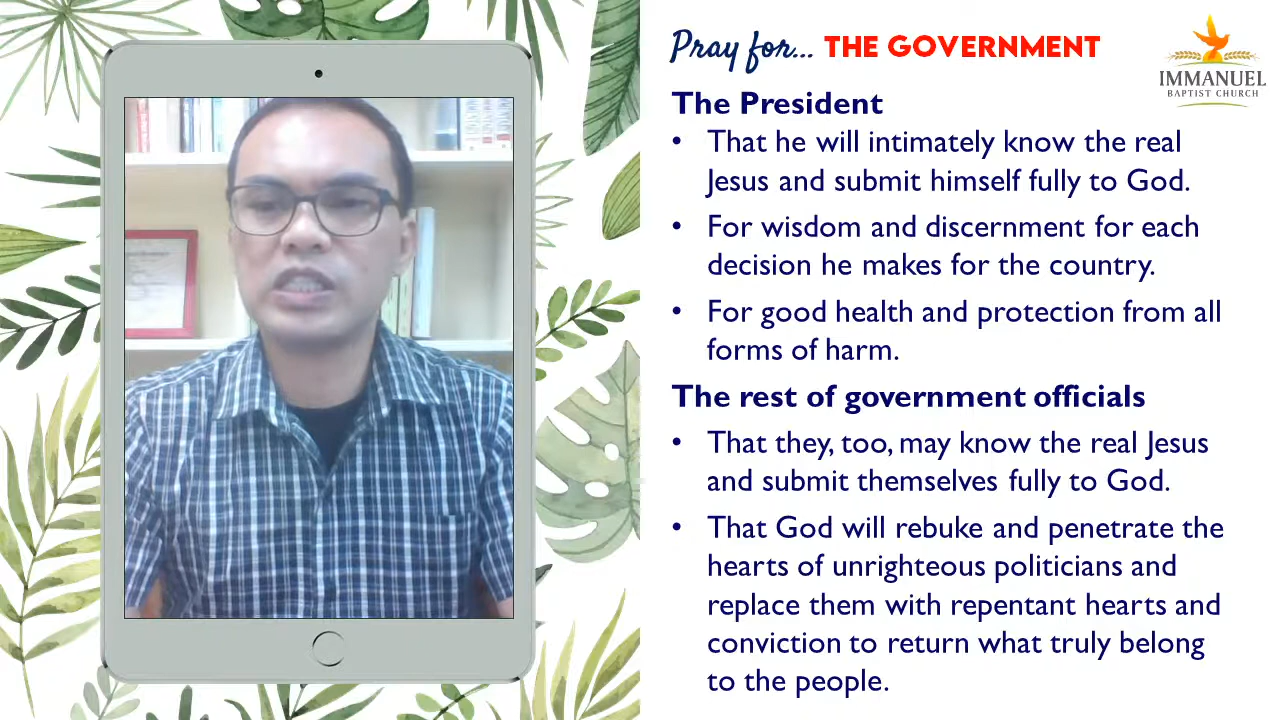 Pray for... THE GOVERNMENT
IMMANUEL
BAPTIST CHURCH
The President
• That he will intimately know the real
Jesus and submit himself fully to God.
• For wisdom and discernment for each
decision he makes for the country.
• For good health and protection from all
forms of harm.
The rest of government officials
• That they, too, may know the real Jesus
and submit themselves fully to God.
• That God will rebuke and penetrate the
hearts of unrighteous politicians and
replace them with repentant hearts and
conviction to return what truly belong
to the people.